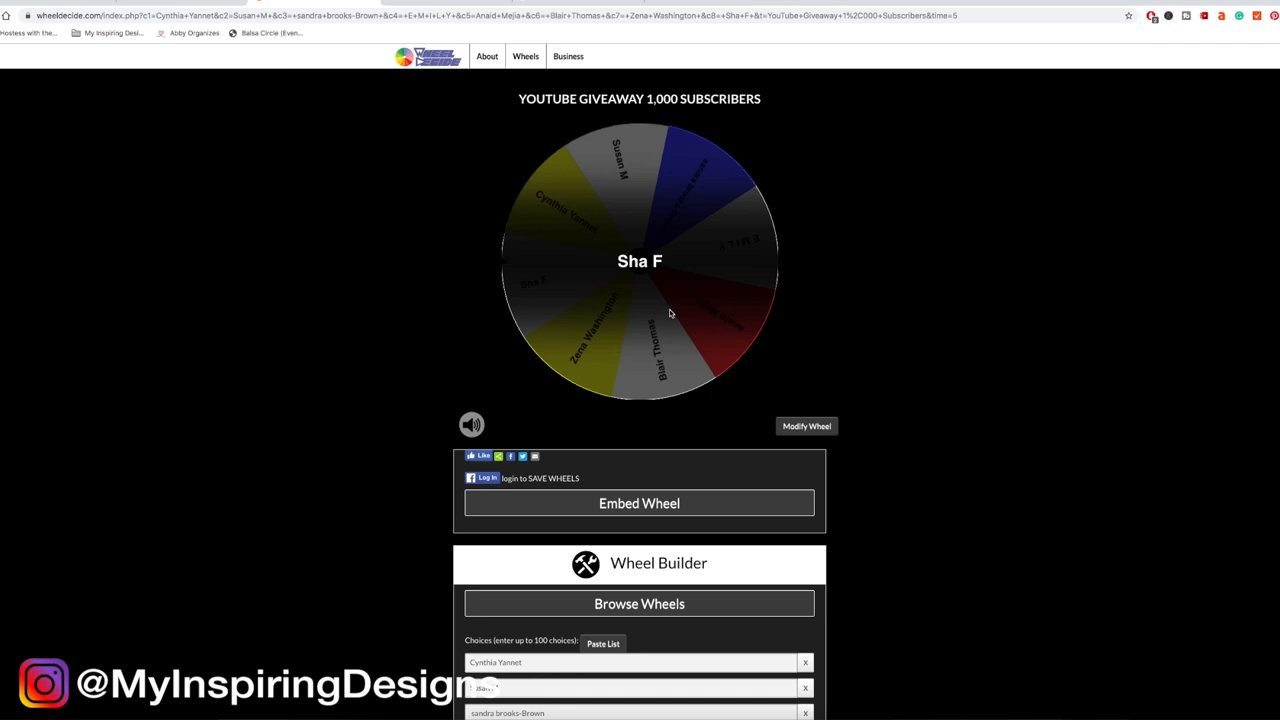 wheeldecide.com/index.php?c1=Cynthia+Yannet&c2=Susan+M+&c3=+sandra+brooks-Brown+&c4=+E+M+I+L+Y+&c5=Anaid+Mejia+&c6=+Blair+Thomas+&c7=+Zena+Washington+&c8=+Sha+F+&t=YouTube+Giveaway+1%2C000+Subscribers&time=5
Hostess with the...
My Inspiring Desi...
Abby Organizes
Balsa Circle (Even...
WHEEL DECIDE
About
Wheels
Business
YOUTUBE GIVEAWAY 1,000 SUBSCRIBERS
Susan M
Cynthia Yannet
E M I L Y
Sha F
Sha F
Zena Washington
Blair Thomas
Modify Wheel
Like
Log In login to SAVE WHEELS
Embed Wheel
Wheel Builder
Browse Wheels
Choices (enter up to 100 choices): Paste List
Cynthia Yannet x
x
sandra brooks-Brown x
@MyInspiringDesigns